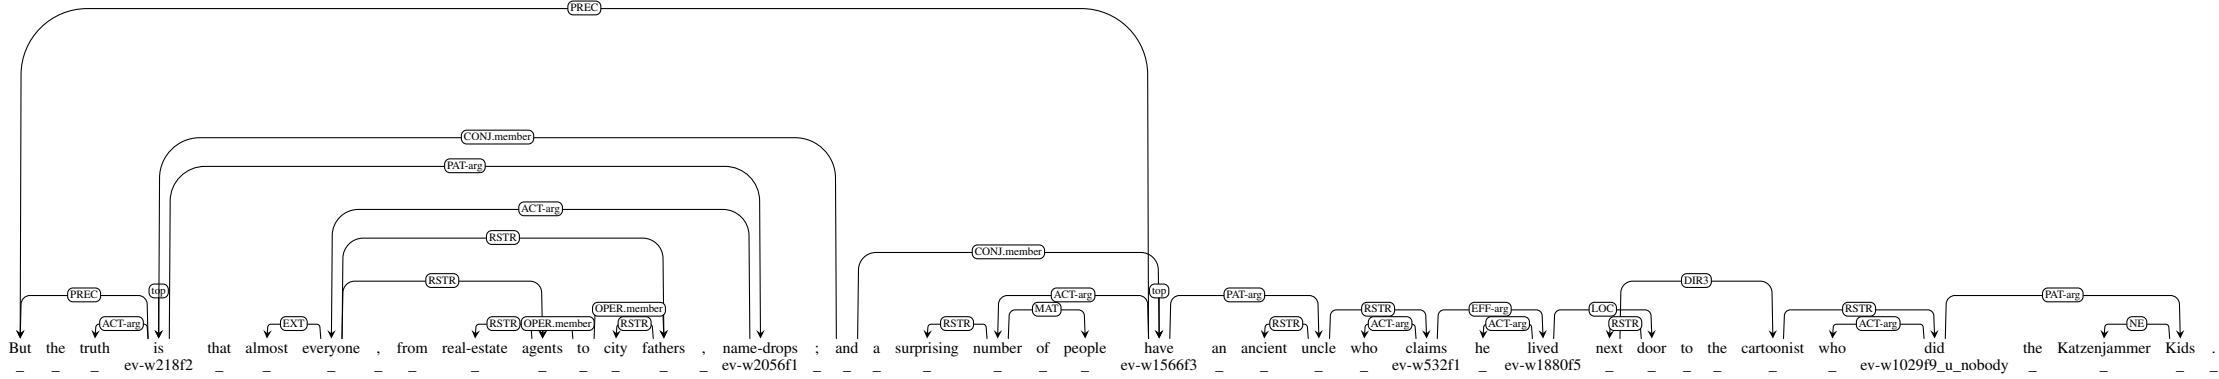 PREC
CONJ.member
PAT-arg
ACT-arg
RSTR
CONJ.member
RSTR DIR3
PREC top top ACT-arg PAT-arg PAT-arg
OPER.member MAT RSTR EFF-arg LOC RSTR
ACT-arg EXT RSTR OPER.member RSTR RSTR RSTR ACT-arg ACT-arg RSTR ACT-arg NE
But the truth is that almost everyone , from real-estate agents to city fathers , name-drops ; and a surprising number of people have an ancient uncle who claims he lived next door to the cartoonist who did the Katzenjammer Kids .
_ _ _ ev-w218f2 _ _ _ _ _ _ _ _ _ _ _ ev-w2056f1 _ _ _ _ _ _ _ ev-w1566f3 _ _ _ _ ev-w532f1 _ ev-w1880f5 _ _ _ _ _ _ ev-w1029f9_u_nobody _ _ _ _